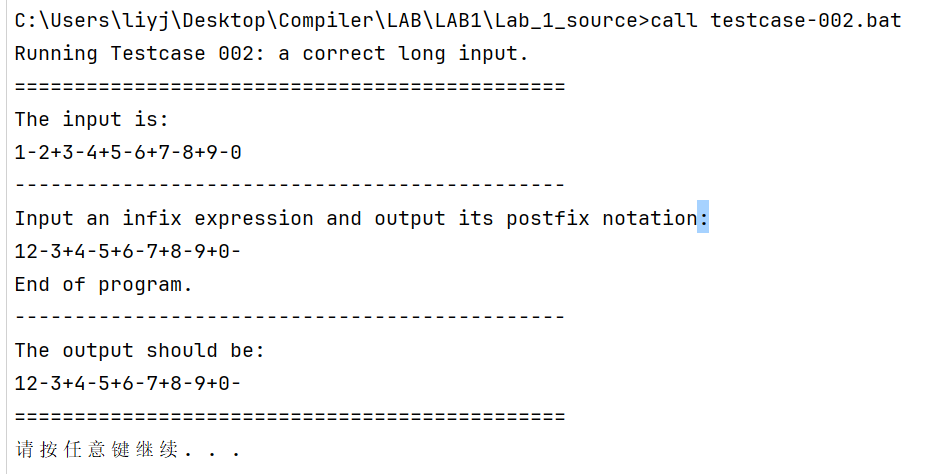 C:\Users\liyj\Desktop\Compiler\LAB\LAB1\Lab_1_source>call testcase-002.bat
Running Testcase 002: a correct long input.
==============================================
The input is:
1-2+3-4+5-6+7-8+9-0
----------------------------------------------
Input an infix expression and output its postfix notation:
12-3+4-5+6-7+8-9+0-
End of program.
----------------------------------------------
The output should be:
12-3+4-5+6-7+8-9+0-
==============================================
请按任意键继续. . .